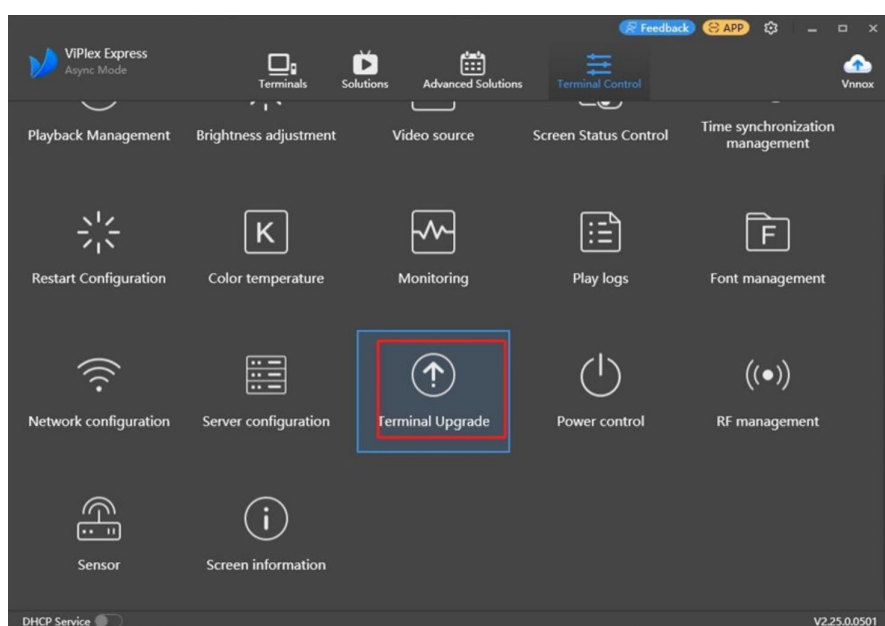 Feedback
APP
ViPlex Express
Async Mode
Terminals
Solutions
Advanced Solutions
Terminal Control
Vnnox
Playback Management
Brightness adjustment
Video source
Screen Status Control
Time synchronization
management
K
F
Restart Configuration
Color temperature
Monitoring
Play logs
Font management
Network configuration
Server configuration
Terminal Upgrade
Power control
RF management
Sensor
Screen information
DHCP Service
V2.25.0.0501